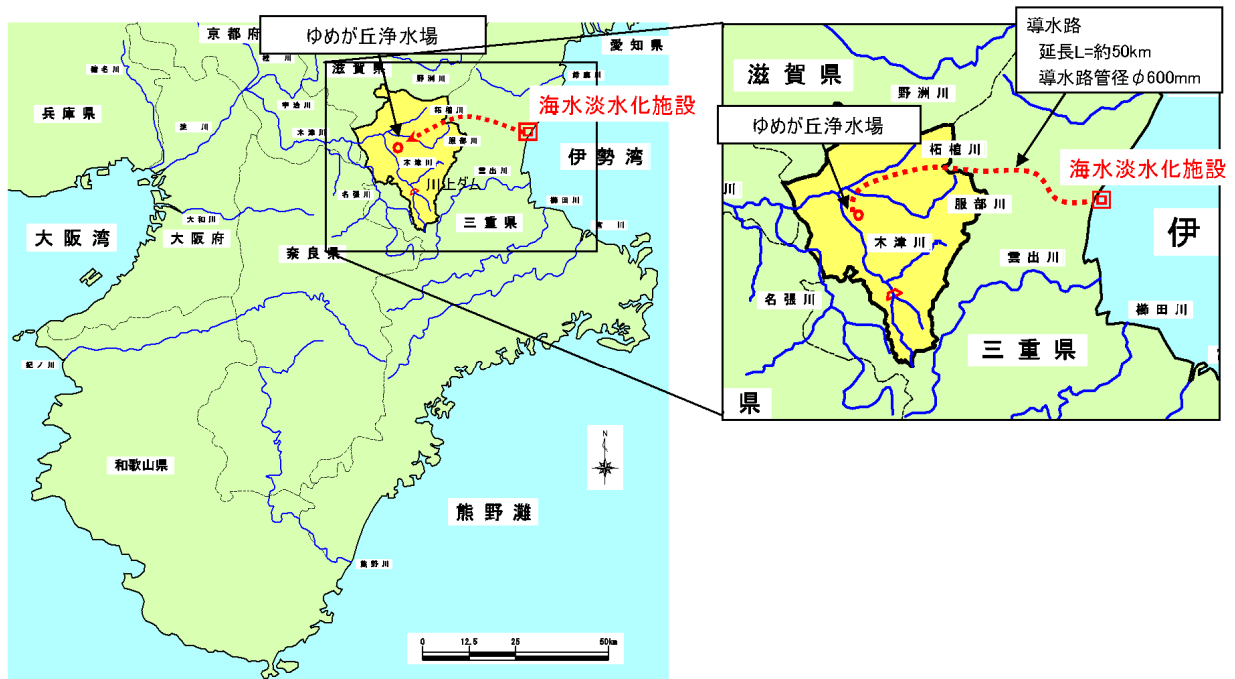 京都府
ゆめが丘浄水場
愛知県
滋賀県
野洲川
兵庫県
宇治川
淀川
木津川
柘植川
服部川
海水淡水化施設
伊勢湾
木津川
名張川
川上ダム
雲出川
櫛田川
三重県
大和川
大阪湾
大阪府
奈良県
紀ノ川
和歌山県
熊野灘
熊野川
N
0 12.5 25 50km
導水路
延長L=約50km
導水路管径φ600mm
滋賀県
野洲川
ゆめが丘浄水場
柘植川
海水淡水化施設
川
服部川
伊
木津川
雲出川
名張川
櫛田川
三重県
県